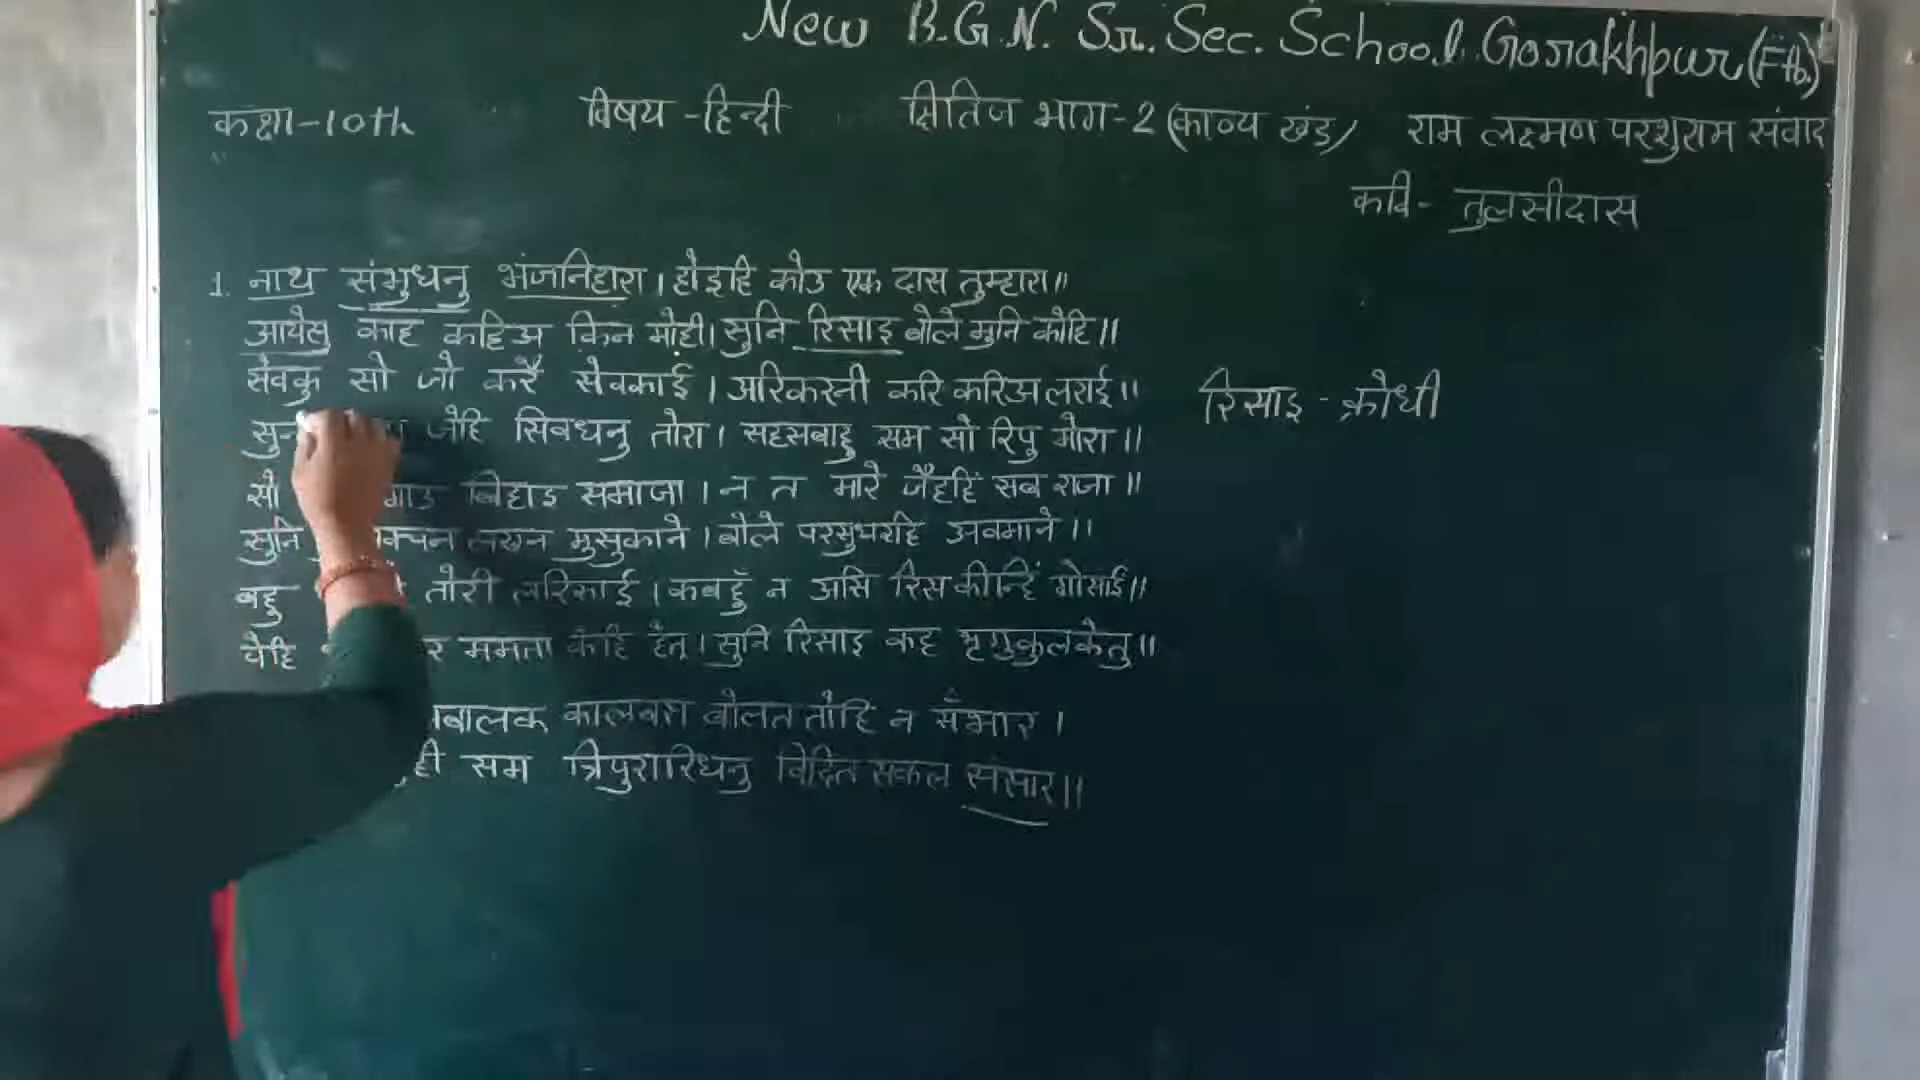 New B.G.N. Sr. Sec. School Gorakhpur (Ftb.)
कक्षा-10th विषय -हिन्दी क्षितिज भाग-2 (काव्य खंड) राम लक्ष्मण परशुराम संवाद
कवि- तुलसीदास
1. नाथ संभुधनु भंजनिहारा। होइहि कोउ एक दास तुम्हारा॥
आयेसु काह कहिअ किन मोही। सुनि रिसाइ बोले मुनि कोहि॥
सेवकु सो जो करै सेवकाई। अरिकरनी करि करिअ लराई॥
रिसाइ - क्रोधी
जेहि सिवधनु तोरा। सहसबाहु सम सो रिपु मोरा॥
सो बिहाइ समाजा। न त मारे जैहहिं सब राजा॥
सुनि लखन मुसुकाने। बोले परसुधरहि अवमाने॥
बहु तोरी लरिकाई। कबहुँ न असि रिस कीन्हिं गोसाई॥
येहि पर ममता केहि हेतू। सुनि रिसाइ कह भृगुकुलकेतु॥
कालबस बोलत तोहि न सँभार।
सम त्रिपुरारिधनु विदित सकल संसार॥